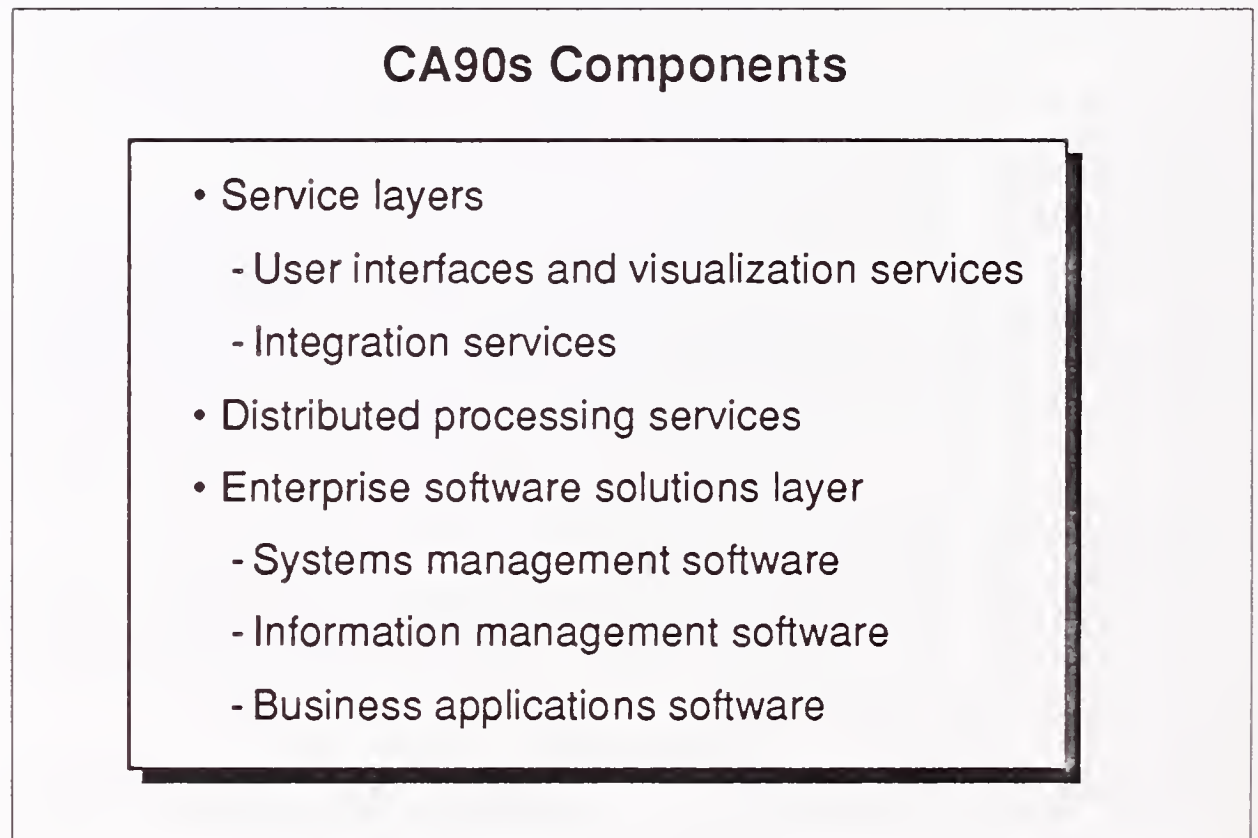 CA90s Components
• Service layers
- User interfaces and visualization services
- Integration services
• Distributed processing services
• Enterprise software solutions layer
- Systems management software
- Information management software
- Business applications software